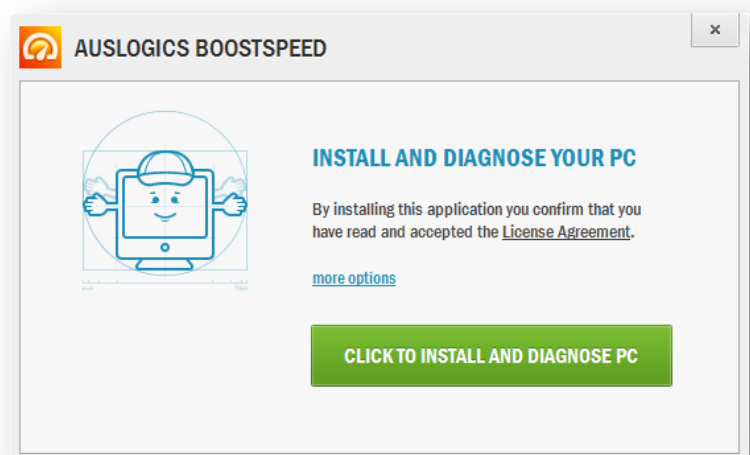 AUSLOGICS BOOSTSPEED
×
INSTALL AND DIAGNOSE YOUR PC
By installing this application you confirm that you
have read and accepted the License Agreement.
more options
CLICK TO INSTALL AND DIAGNOSE PC